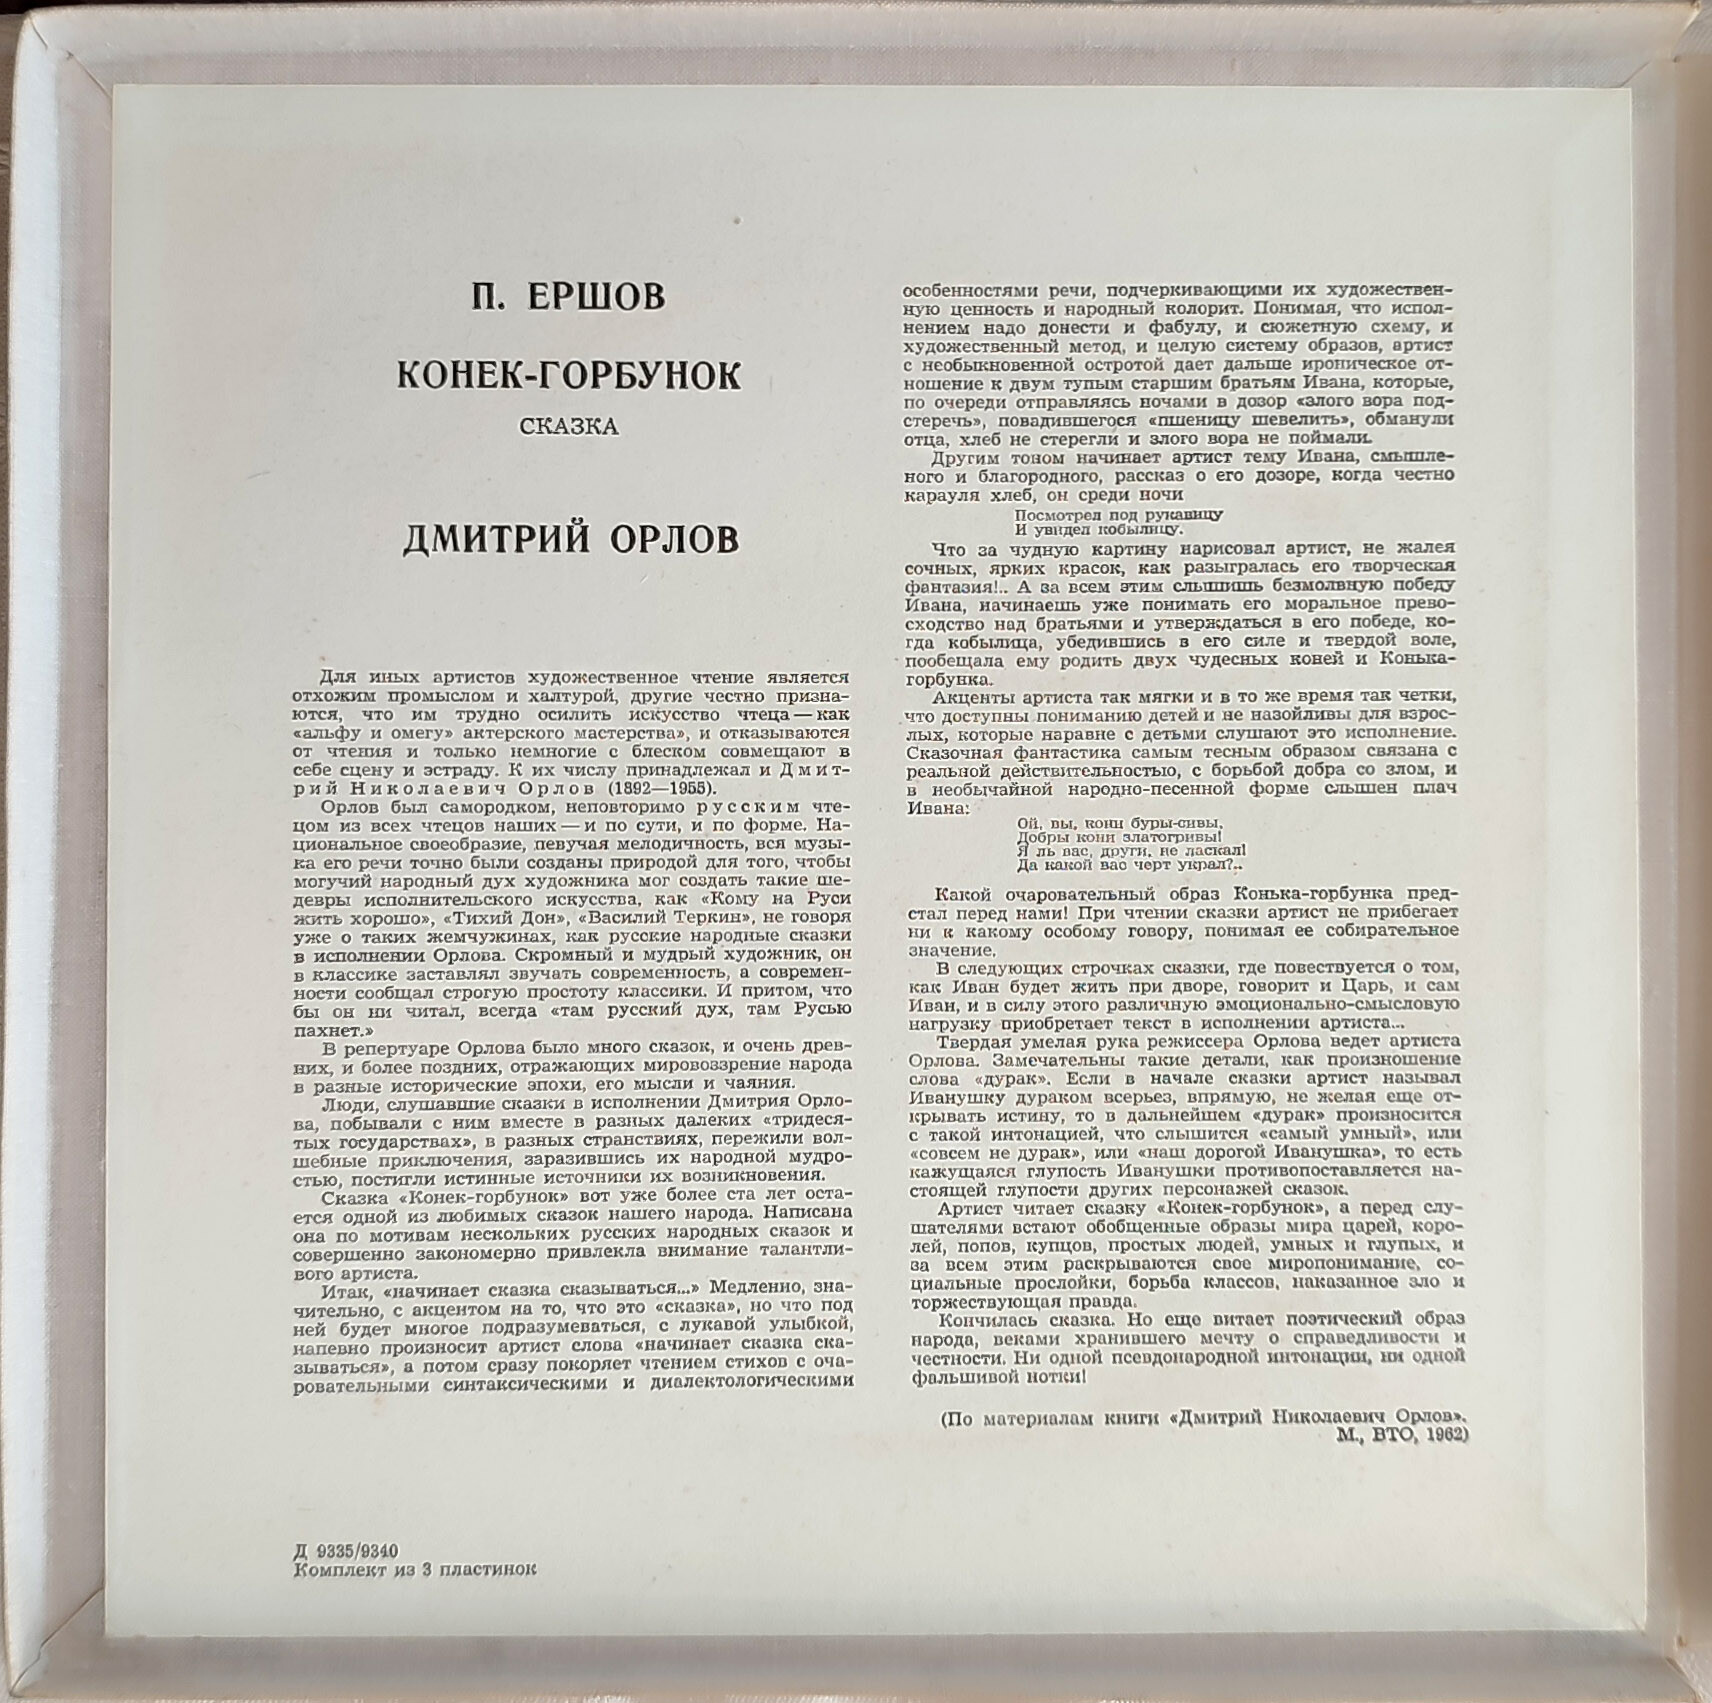 П. ЕРШОВ
КОНЕК-ГОРБУНОК
СКАЗКА
ДМИТРИЙ ОРЛОВ
Для иных артистов художественное чтение является
отхожим промыслом и халтурой, другие честно призна-
ются, что им трудно осилить искусство чтеца — как
«альфу и омегу» актерского мастерства», и отказываются
от чтения и только немногие с блеском совмещают в
себе сцену и эстраду. К их числу принадлежал и Дмит-
рий Николаевич Орлов (1892—1955).
Орлов был самородком, неповторимо русским чте-
цом из всех чтецов наших — и по сути, и по форме. На-
циональное своеобразие, певучая мелодичность, вся музы-
ка его речи точно были созданы природой для того, чтобы
могучий народный дух художника мог создать такие ше-
девры исполнительского искусства, как «Кому на Руси
жить хорошо», «Тихий Дон», «Василий Теркин», не говоря
уже о таких жемчужинах, как русские народные сказки
в исполнении Орлова. Скромный и мудрый художник, он
в классике заставлял звучать современность, а современ-
ности сообщал строгую простоту классики. И притом, что
бы он ни читал, всегда «там русский дух, там Русью
пахнет.»
В репертуаре Орлова было много сказок, и очень древ-
них, и более поздних, отражающих мировоззрение народа
в разные исторические эпохи, его мысли и чаяния.
Люди, слушавшие сказки в исполнении Дмитрия Орло-
ва, побывали с ним вместе в разных далеких «тридеся-
тых государствах», в разных странствиях, пережили вол-
шебные приключения, заразившись их народной мудро-
стью, постигли истинные источники их возникновения.
Сказка «Конек-горбунок» вот уже более ста лет оста-
ется одной из любимых сказок нашего народа. Написана
она по мотивам нескольких русских народных сказок и
совершенно закономерно привлекла внимание талантли-
вого артиста.
Итак, «начинает сказка сказываться...» Медленно, зна-
чительно, с акцентом на то, что это «сказка», но что под
ней будет многое подразумеваться, с лукавой улыбкой,
напевно произносит артист слова «начинает сказка ска-
зываться», а потом сразу покоряет чтением стихов с оча-
ровательными синтаксическими и диалектологическими
особенностями речи, подчеркивающими их художествен-
ную ценность и народный колорит. Понимая, что испол-
нением надо донести и фабулу, и сюжетную схему, и
художественный метод, и целую систему образов, артист
с необыкновенной остротой дает дальше ироническое от-
ношение к двум тупым старшим братьям Ивана, которые,
по очереди отправляясь ночами в дозор «злого вора под-
стеречь», повадившегося «пшеницу шевелить», обманули
отца, хлеб не стерегли и злого вора не поймали.
Другим тоном начинает артист тему Ивана, смышле-
ного и благородного, рассказ о его дозоре, когда честно
карауля хлеб, он среди ночи
Посмотрел под рукавицу
И увидел кобылицу.
Что за чудную картину нарисовал артист, не жалея
сочных, ярких красок, как разыгралась его творческая
фантазия!.. А за всем этим слышишь безмолвную победу
Ивана, начинаешь уже понимать его моральное прево-
сходство над братьями и утверждаться в его победе, ко-
гда кобылица, убедившись в его силе и твердой воле,
пообещала ему родить двух чудесных коней и Конька-
горбунка.
Акценты артиста так мягки и в то же время так четки,
что доступны пониманию детей и не назойливы для взрос-
лых, которые наравне с детьми слушают это исполнение.
Сказочная фантастика самым тесным образом связана с
реальной действительностью, с борьбой добра со злом, и
в необычайной народно-песенной форме слышен плач
Ивана:
Ой, вы, кони буры-сивы,
Добры кони златогривы!
Я ль вас, други, не ласкал!
Да какой вас черт украл?..
Какой очаровательный образ Конька-горбунка пред-
стал перед нами! При чтении сказки артист не прибегает
ни к какому особому говору, понимая ее собирательное
значение.
В следующих строчках сказки, где повествуется о том,
как Иван будет жить при дворе, говорит и Царь, и сам
Иван, и в силу этого различную эмоционально-смысловую
нагрузку приобретает текст в исполнении артиста...
Твердая умелая рука режиссера Орлова ведет артиста
Орлова. Замечательны такие детали, как произношение
слова «дурак». Если в начале сказки артист называл
Иванушку дураком всерьез, впрямую, не желая еще от-
крывать истину, то в дальнейшем «дурак» произносится
с такой интонацией, что слышится «самый умный», или
«совсем не дурак», или «наш дорогой Иванушка», то есть
кажущаяся глупость Иванушки противопоставляется на-
стоящей глупости других персонажей сказок.
Артист читает сказку «Конек-горбунок», а перед слу-
шателями встают обобщенные образы мира царей, коро-
лей, попов, купцов, простых людей, умных и глупых, и
за всем этим раскрываются свое миропонимание, со-
циальные прослойки, борьба классов, наказанное зло и
торжествующая правда.
Кончилась сказка. Но еще витает поэтический образ
народа, веками хранившего мечту о справедливости и
честности. Ни одной псевдонародной интонации, ни одной
фальшивой нотки!
(По материалам книги «Дмитрий Николаевич Орлов».
М., ВТО, 1962)
Д 9335/9340
Комплект из 3 пластинок